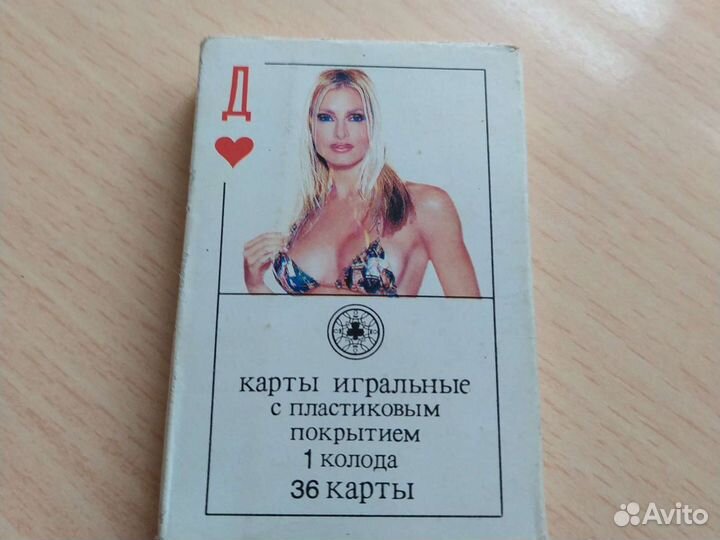 Д
карты игральные
с пластиковым
покрытием
1 колода
36 карты
Avito